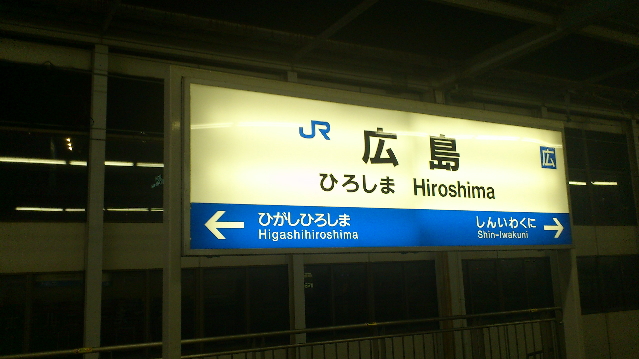 JR 広島 広
ひろしま Hiroshima
ひがしひろしま しんいわくに
Higashihiroshima Shin-Iwakuni